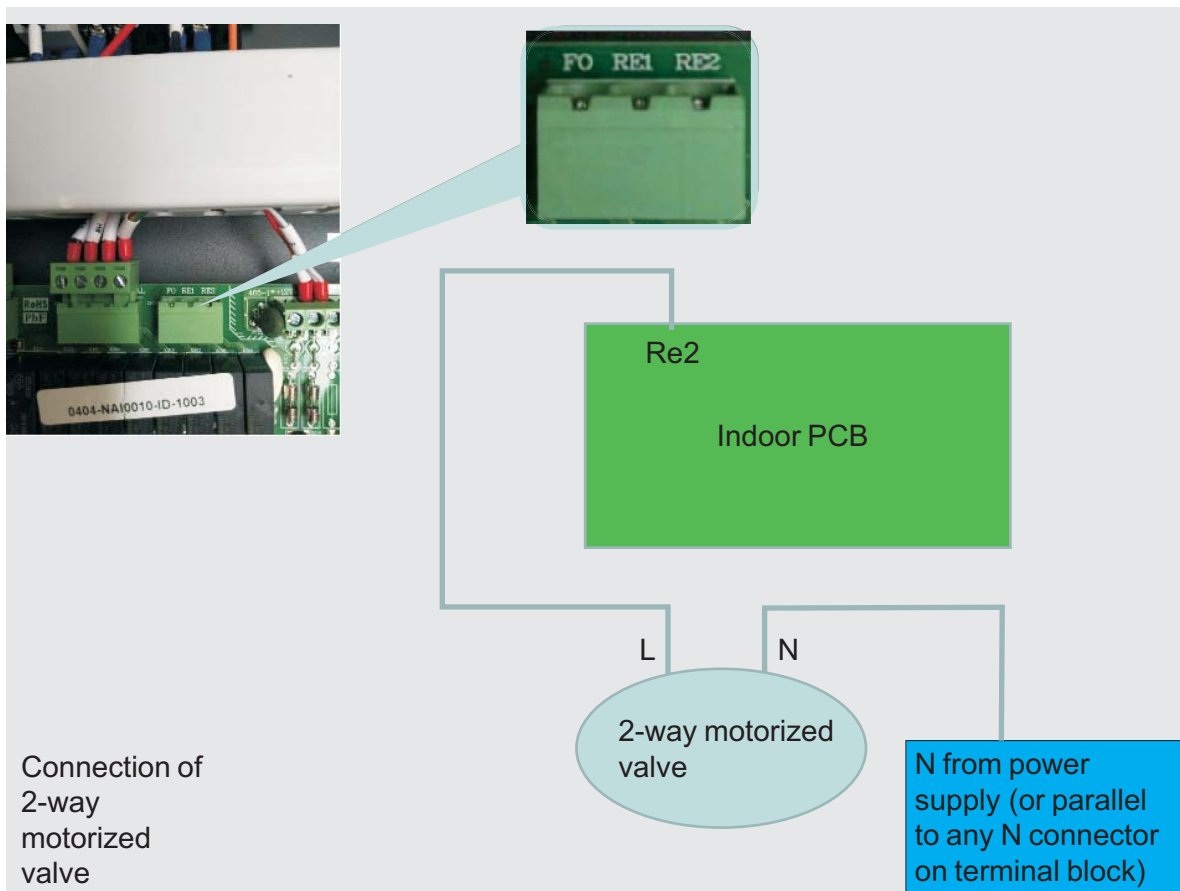 FO RE1 RE2
FO RE1 RE2
RoHS
PbF
0404-NAI0010-ID-1003
Re2
Indoor PCB
L
N
2-way motorized
valve
Connection of
2-way
motorized
valve
N from power
supply (or parallel
to any N connector
on terminal block)